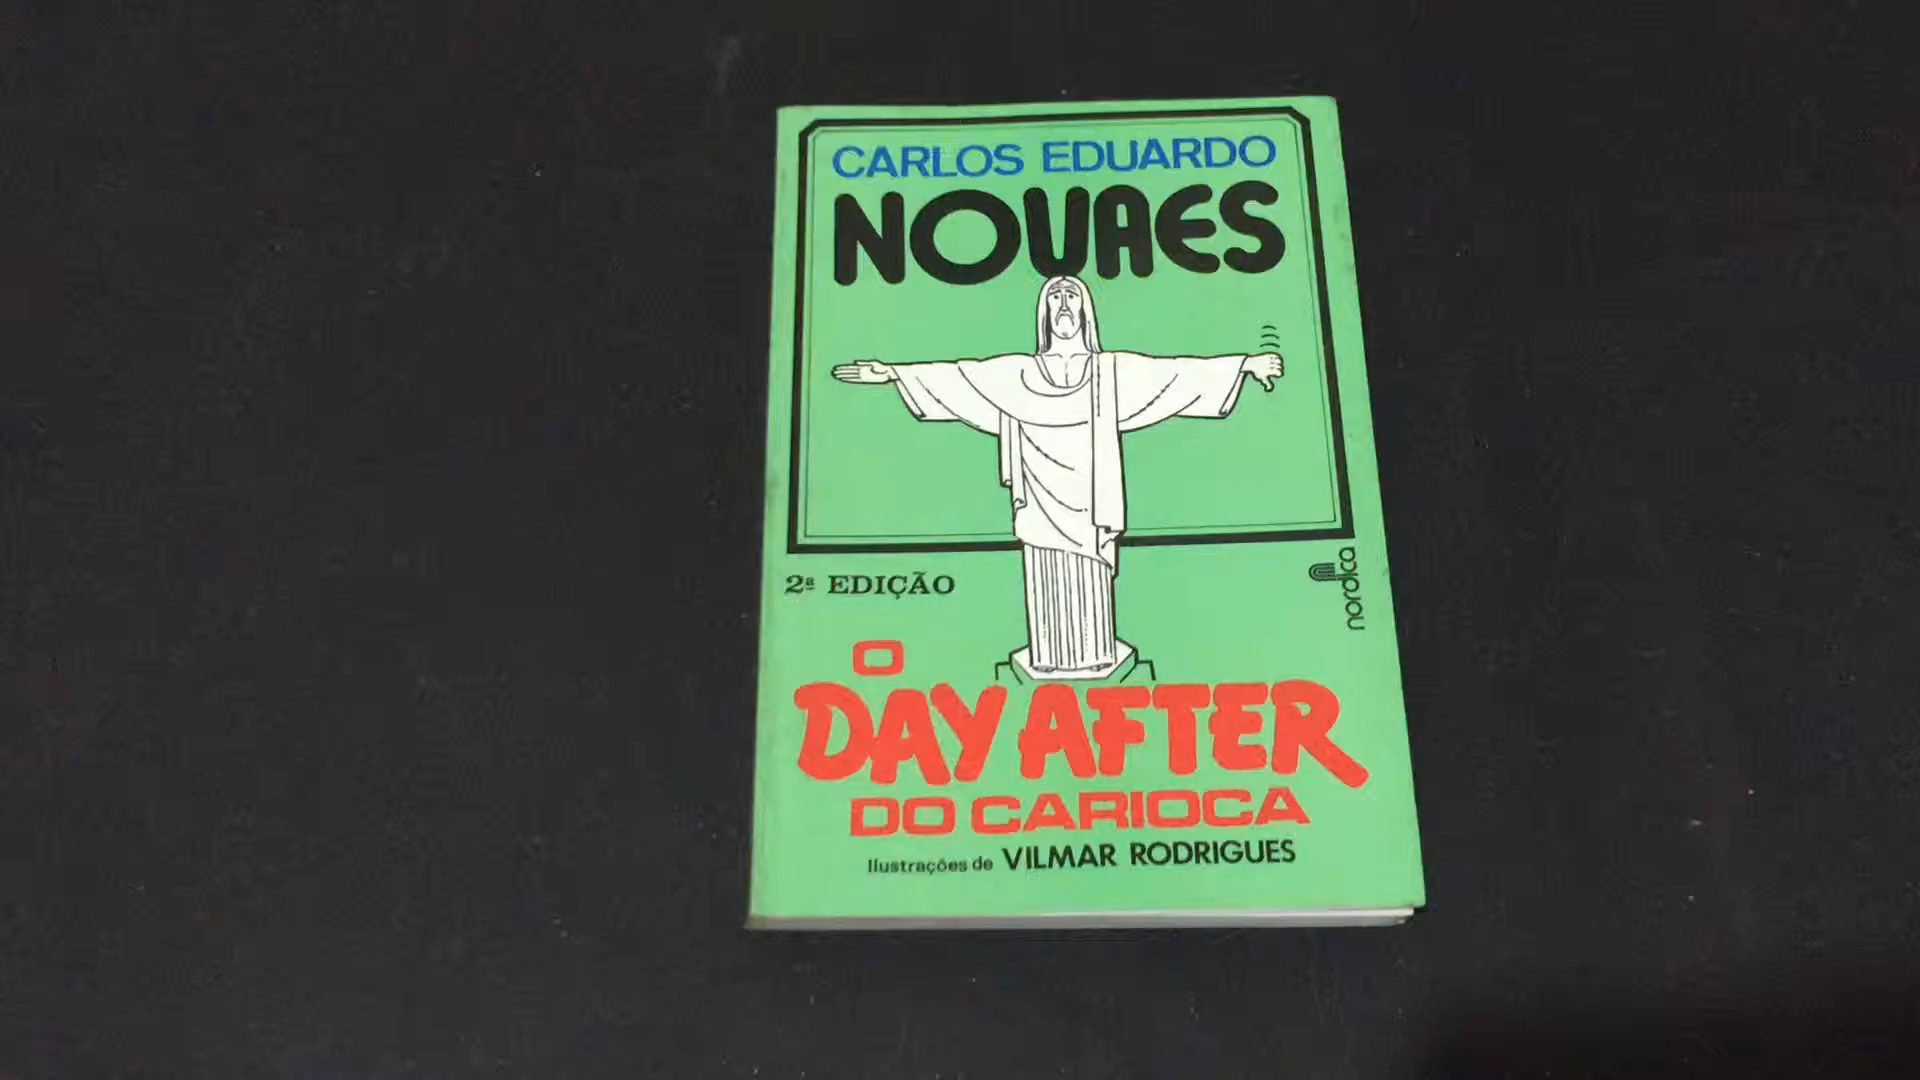 CARLOS EDUARDO
NOVAES
2ª EDIÇÃO
nordica
O
DAY AFTER
DO CARIOCA
Ilustrações de VILMAR RODRIGUES